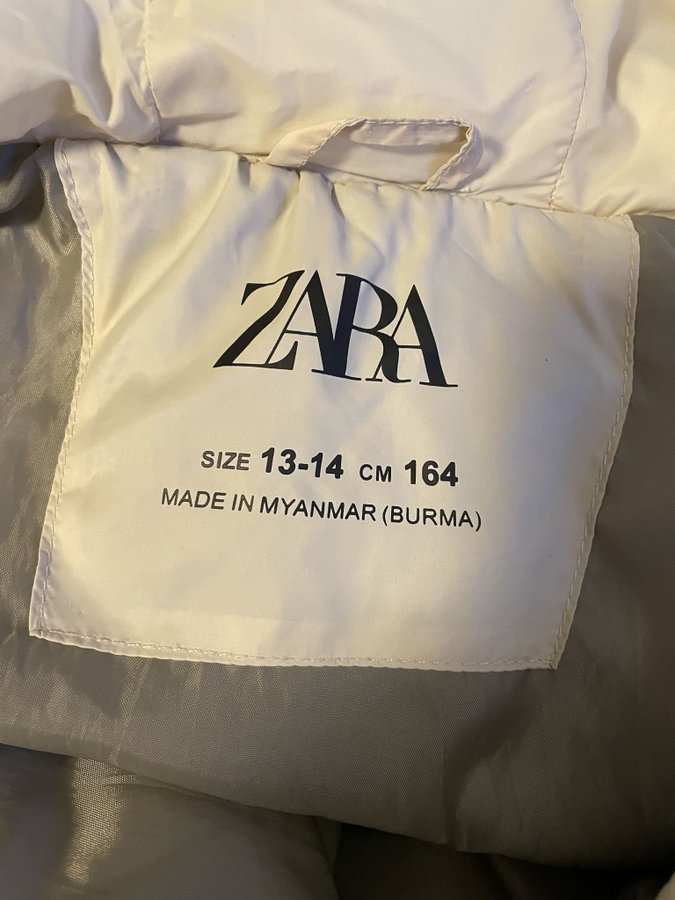 ZARA
SIZE 13-14 CM 164
MADE IN MYANMAR (BURMA)